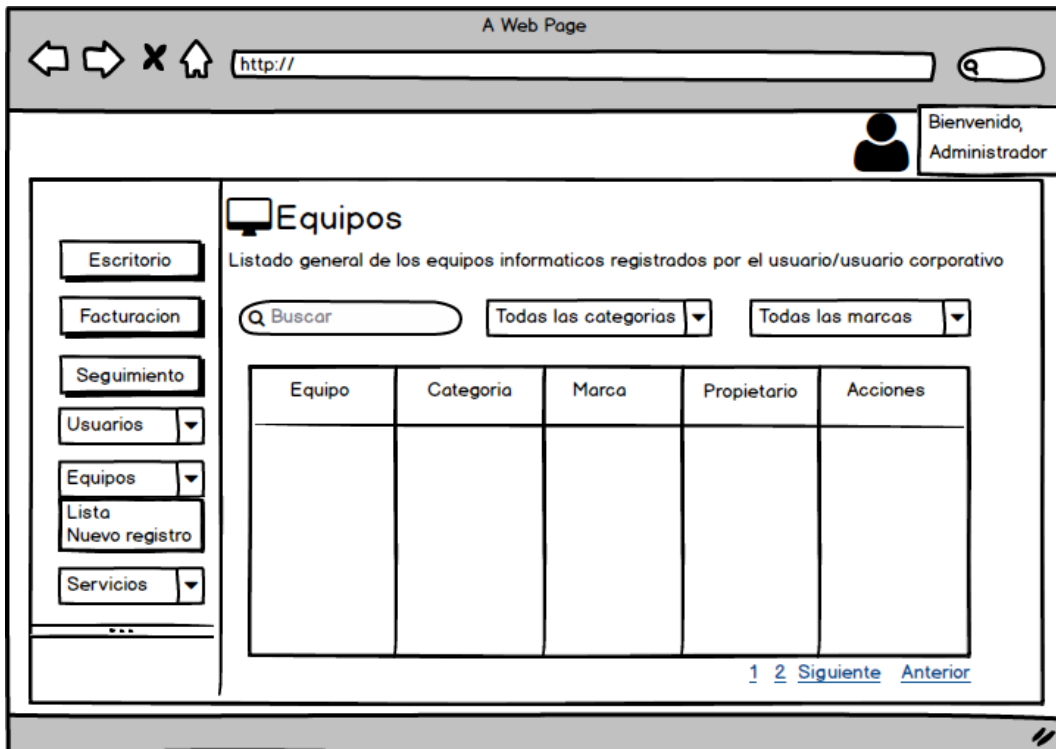 A Web Page
http://
Bienvenido,
Administrador
Escritorio
Facturacion
Seguimiento
Usuarios
Equipos
Lista
Nuevo registro
Servicios
Equipos
Listado general de los equipos informaticos registrados por el usuario/usuario corporativo
Buscar
Todas las categorias
Todas las marcas
Equipo Categoria Marca Propietario Acciones
1 2 Siguiente Anterior